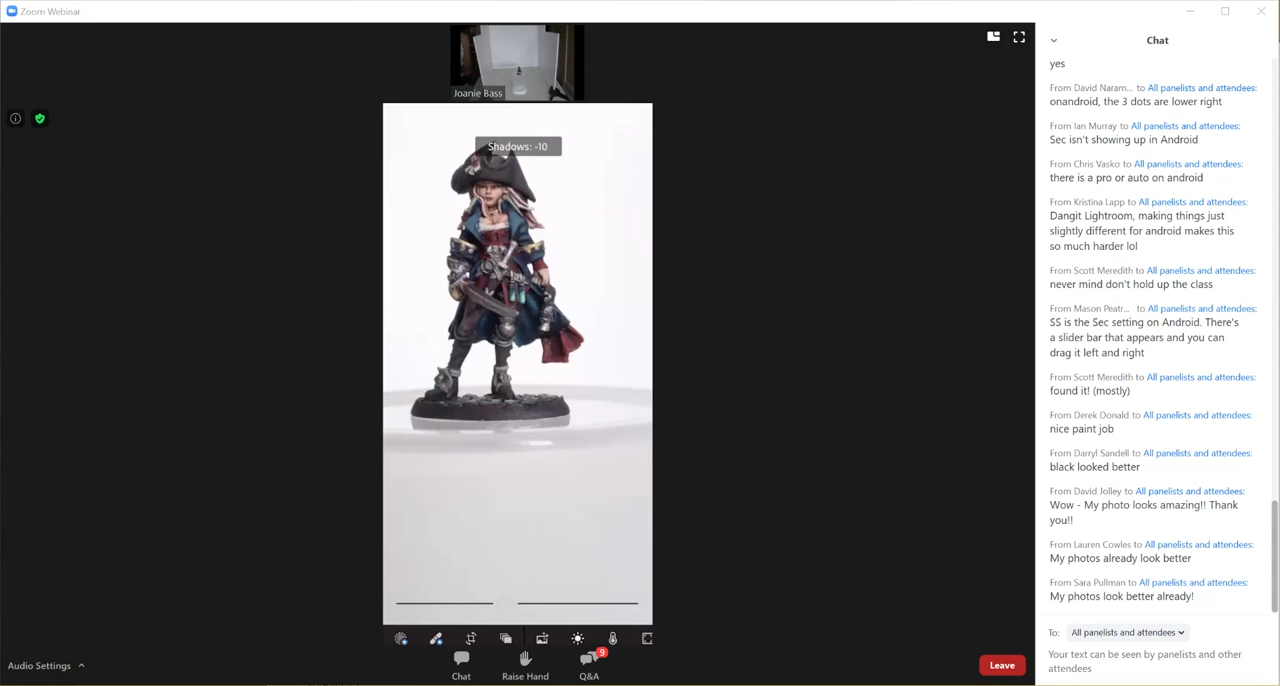 Zoom Webinar
Joanie Bass
Shadows: -10
Chat
yes
From David Naram... to All panelists and attendees:
onandroid, the 3 dots are lower right
From Ian Murray to All panelists and attendees:
Sec isn't showing up in Android
From Chris Vasko to All panelists and attendees:
there is a pro or auto on android
From Kristina Lapp to All panelists and attendees:
Dangit Lightroom, making things just
slightly different for android makes this
so much harder lol
From Scott Meredith to All panelists and attendees:
never mind don't hold up the class
From Mason Peatr... to All panelists and attendees:
SS is the Sec setting on Android. There's
a slider bar that appears and you can
drag it left and right
From Scott Meredith to All panelists and attendees:
found it! (mostly)
From Derek Donald to All panelists and attendees:
nice paint job
From Darryl Sandell to All panelists and attendees:
black looked better
From David Jolley to All panelists and attendees:
Wow - My photo looks amazing!! Thank
you!!
From Lauren Cowles to All panelists and attendees:
My photos already look better
From Sara Pullman to All panelists and attendees:
My photos look better already!
To: All panelists and attendees
Your text can be seen by panelists and other
attendees
Audio Settings
Chat
Raise Hand
9
Q&A
Leave